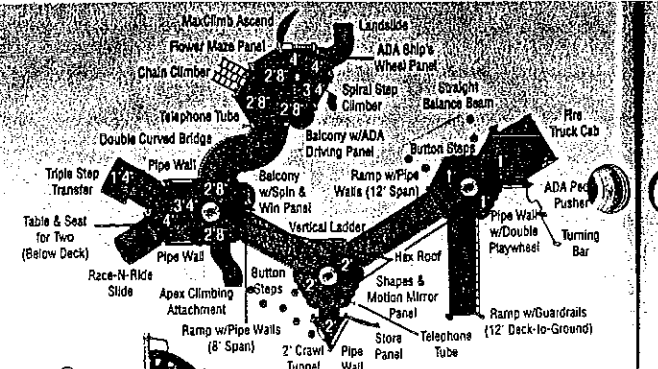 MaxClimb Ascend
Landslide
Flower Maze Panel
ADA Ship's
Wheel Panel
Chain Climber
4
4
2'8"
3'4"
2'8"
2'8"
Spiral Step
Climber
Straight
Balance Beam
Telephone Tube
Fire
Truck Cab
Double Curved Bridge
Balcony w/ADA
Driving Panel
Button Steps
Pipe Wall
Triple Step
Transfer
1'4"
2'8"
Balcony
w/Spin &
Win Panel
Ramp w/Pipe
Walls (12' Span)
1'
1'
ADA Ped
Pusher
3'4"
4'
Table & Seat
for Two
(Below Deck)
Vertical Ladder
Pipe Wall
w/Double
Playwheel
Turning
Bar
2'8"
Pipe Wall
Hex Roof
Race-N-Ride
Slide
Button
Steps
2'
2'
Shapes &
Motion Mirror
Panel
Apex Climbing
Attachment
Ramp w/Pipe Walls
(8' Span)
2'
Store
Panel
Telephone
Tube
Ramp w/Guardrails
(12' Deck-to-Ground)
2' Crawl
Tunnel
Pipe
Wall